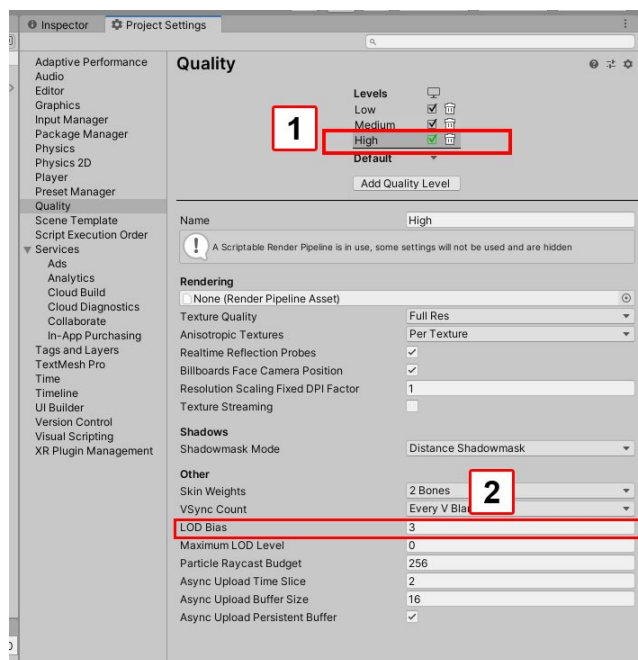 Inspector
Project Settings
Adaptive Performance
Audio
Editor
Graphics
Input Manager
Package Manager
Physics
Physics 2D
Player
Preset Manager
Quality
Scene Template
Script Execution Order
Services
Ads
Analytics
Cloud Build
Cloud Diagnostics
Collaborate
In-App Purchasing
Tags and Layers
TextMesh Pro
Time
Timeline
UI Builder
Version Control
Visual Scripting
XR Plugin Management
Quality
Levels
Low
Medium
1
High
Default
Add Quality Level
Name High
A Scriptable Render Pipeline is in use, some settings will not be used and are hidden
Rendering
None (Render Pipeline Asset)
Texture Quality Full Res
Anisotropic Textures Per Texture
Realtime Reflection Probes
Billboards Face Camera Position
Resolution Scaling Fixed DPI Factor 1
Texture Streaming
Shadows
Shadowmask Mode Distance Shadowmask
Other
Skin Weights 2 Bones
2
VSync Count Every V Bla
LOD Bias 3
Maximum LOD Level 0
Particle Raycast Budget 256
Async Upload Time Slice 2
Async Upload Buffer Size 16
Async Upload Persistent Buffer